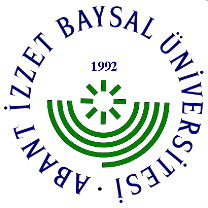 ABANT İZZET BAYSAL ÜNİVERSİTESİ ·
1992